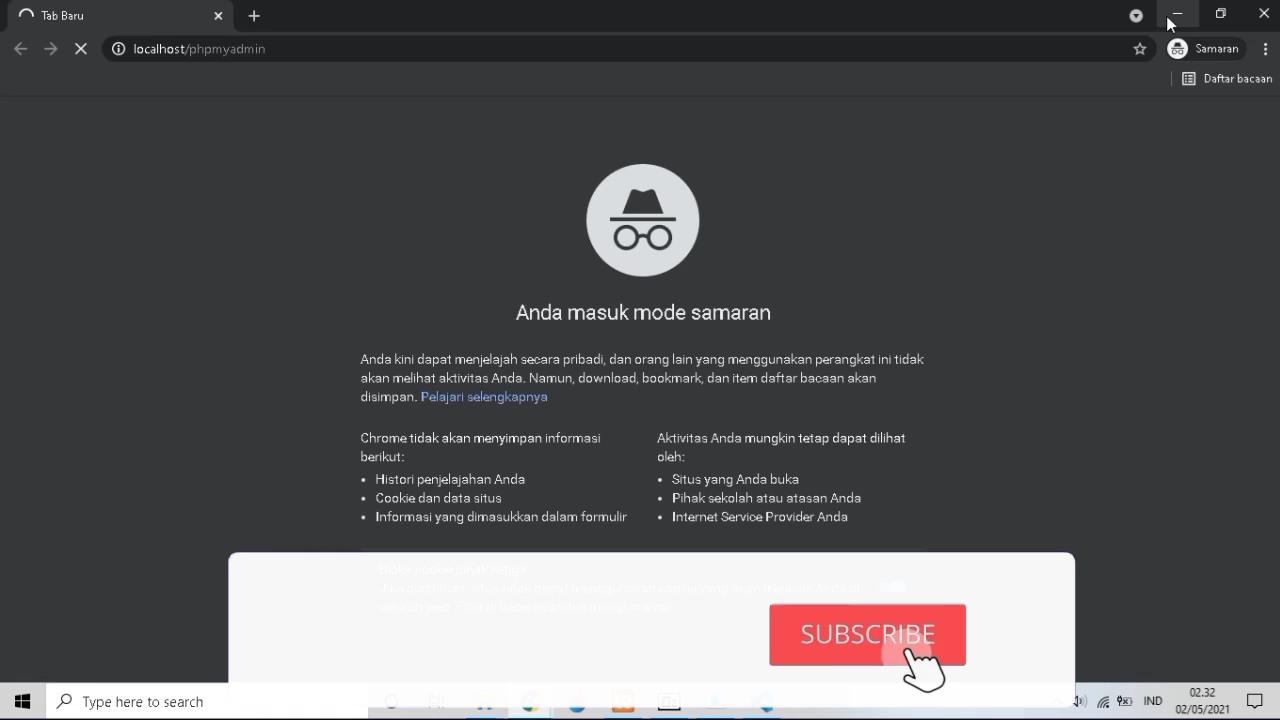 Tab Baru
localhost/phpmyadmin
Samaran
Daftar bacaan
Anda masuk mode samaran
Anda kini dapat menjelajah secara pribadi, dan orang lain yang menggunakan perangkat ini tidak
akan melihat aktivitas Anda. Namun, download, bookmark, dan item daftar bacaan akan
disimpan. Pelajari selengkapnya
Chrome tidak akan menyimpan informasi
berikut:
• Histori penjelajahan Anda
• Cookie dan data situs
• Informasi yang dimasukkan dalam formulir
Aktivitas Anda mungkin tetap dapat dilihat
oleh:
• Situs yang Anda buka
• Pihak sekolah atau atasan Anda
• Internet Service Provider Anda
SUBSCRIBE
Type here to search
IND
02.32
02/05/2021